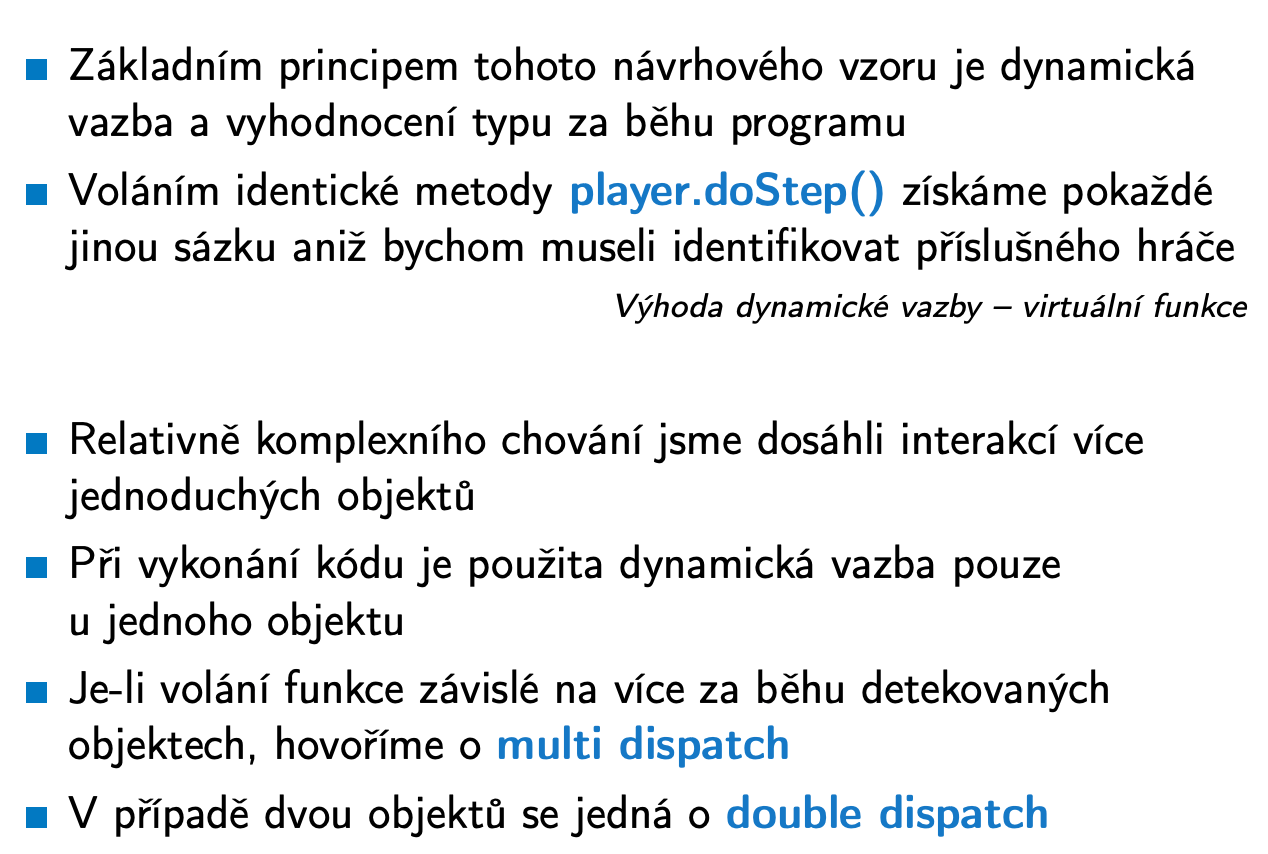 Základním principem tohoto návrhového vzoru je dynamická
vazba a vyhodnocení typu za běhu programu
Voláním identické metody player.doStep() získáme pokaždé
jinou sázku aniž bychom museli identifikovat příslušného hráče
Výhoda dynamické vazby – virtuální funkce
Relativně komplexního chování jsme dosáhli interakcí více
jednoduchých objektů
Při vykonání kódu je použita dynamická vazba pouze
u jednoho objektu
Je-li volání funkce závislé na více za běhu detekovaných
objektech, hovoříme o multi dispatch
V případě dvou objektů se jedná o double dispatch